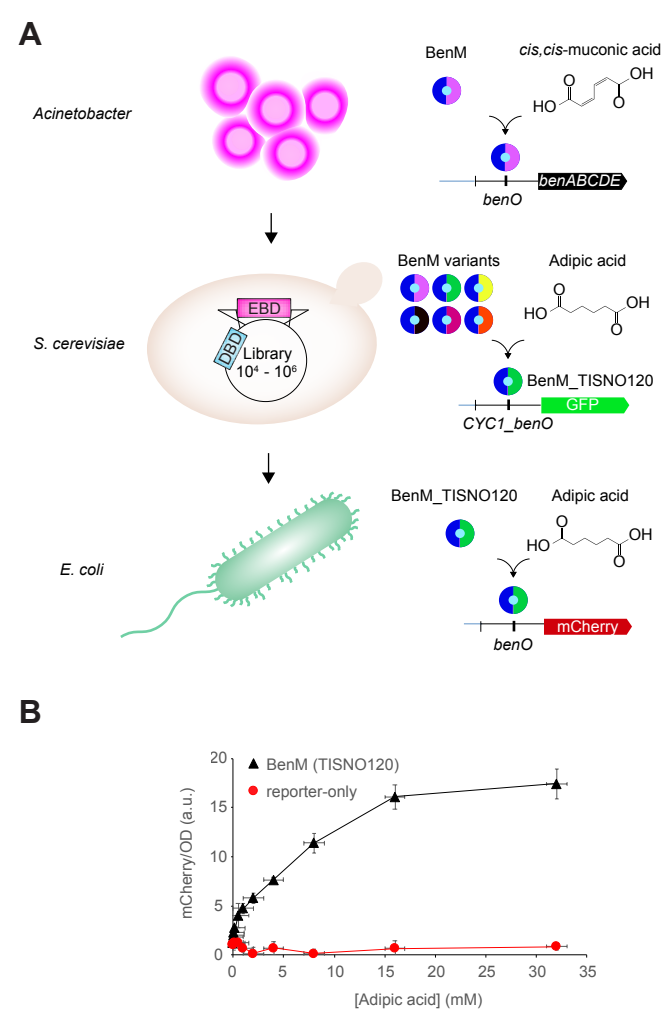 A
Acinetobacter
BenM
cis,cis-muconic acid
O
OH
HO
O
benABCDE
benO
S. cerevisiae
EBD
DBD
Library
10⁴ - 10⁶
BenM variants
Adipic acid
O
OH
HO
O
BenM_TISNO120
GFP
CYC1_benO
E. coli
BenM_TISNO120
Adipic acid
O
OH
HO
O
mCherry
benO
B
mCherry/OD (a.u.)
20
15
10
5
0
BenM (TISNO120)
reporter-only
0 5 10 15 20 25 30 35
[Adipic acid] (mM)